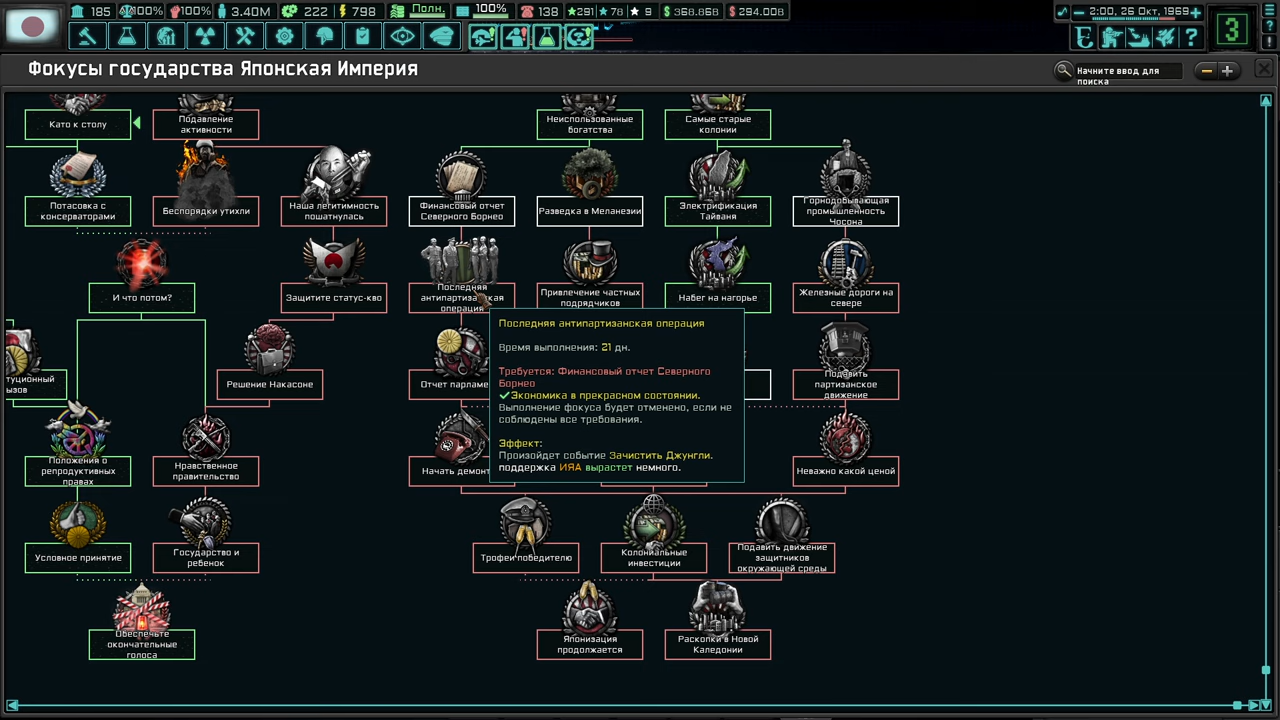 185 100% 100% 3.40M 222 798 Полн. 100% 138 291 78 9 $ 368.86B $ 294.00B 2:00, 26 Окт, 1969
3
Фокусы государства Японская Империя
Начните ввод для
поиска
Като к столу
Подавление
активности
Неиспользованные
богатства
Самые старые
колонии
Потасовка с
консерваторами
Беспорядки утихли
Наша легитимность
пошатнулась
Финансовый отчет
Северного Борнео
Разведка в Меланезии
Электрификация
Тайваня
Горнодобывающая
промышленность
Чосона
И что потом?
Защитите статус-кво
Последняя
антипартизанская
операция
Привлечение частных
подрядчиков
Набег на нагорье
Железные дороги на
севере
Последняя антипартизанская операция
Время выполнения: 21 дн.
Требуется: Финансовый отчет Северного
Борнео
Экономика в прекрасном состоянии.
Выполнение фокуса будет отменено, если не
соблюдены все требования.
Эффект:
Произойдет событие Зачистить Джунгли.
поддержка ИЯА вырастет немного.
туционный
ызов
Решение Накасоне
Отчет парламе
Подавить
партизанское
движение
Положения о
репродуктивных
правах
Нравственное
правительство
Начать демонт
Неважно какой ценой
Условное принятие
Государство и
ребенок
Трофеи победителю
Колониальные
инвестиции
Подавить движение
защитников
окружающей среды
Обеспечьте
окончательные
голоса
Японизация
продолжается
Раскопки в Новой
Каледонии